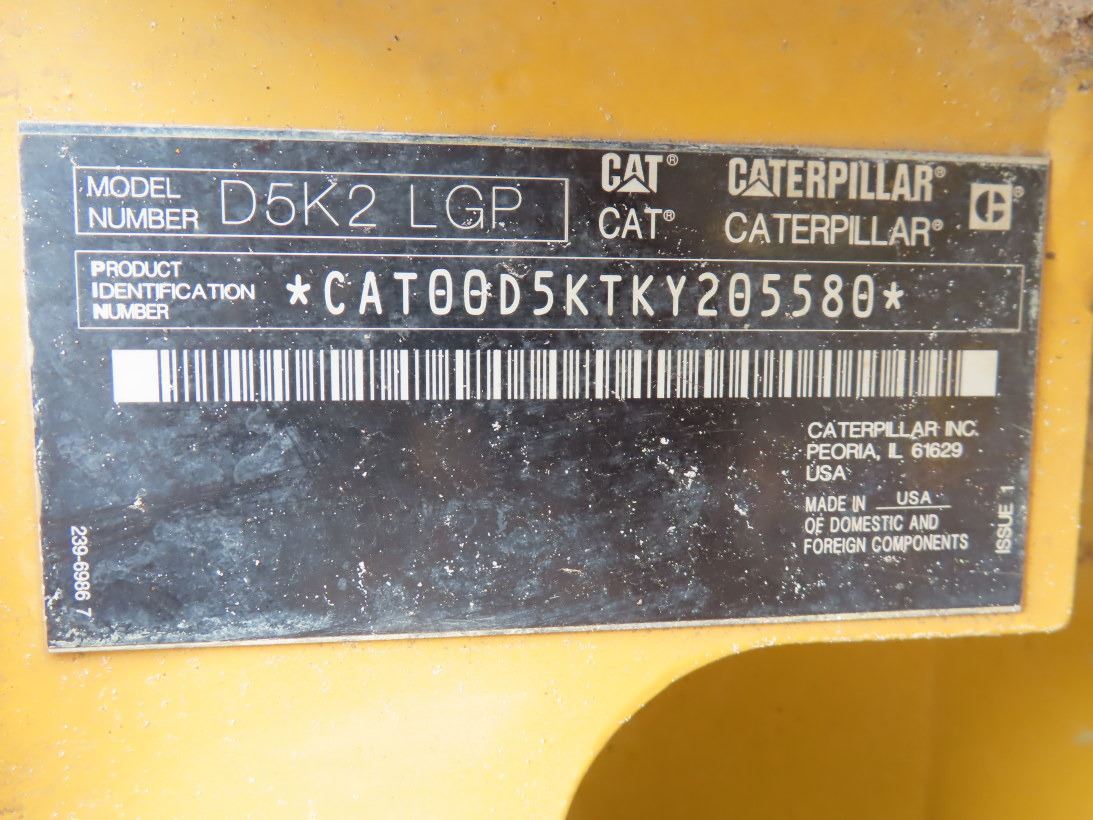 MODEL NUMBER D5K2 LGP
CAT® CATERPILLAR®
CAT® CATERPILLAR®
PRODUCT IDENTIFICATION NUMBER *CAT00D5KTKY205580*
CATERPILLAR INC.
PEORIA, IL 61629
USA
MADE IN USA
OF DOMESTIC AND
FOREIGN COMPONENTS
ISSUE 1
239-6986 7